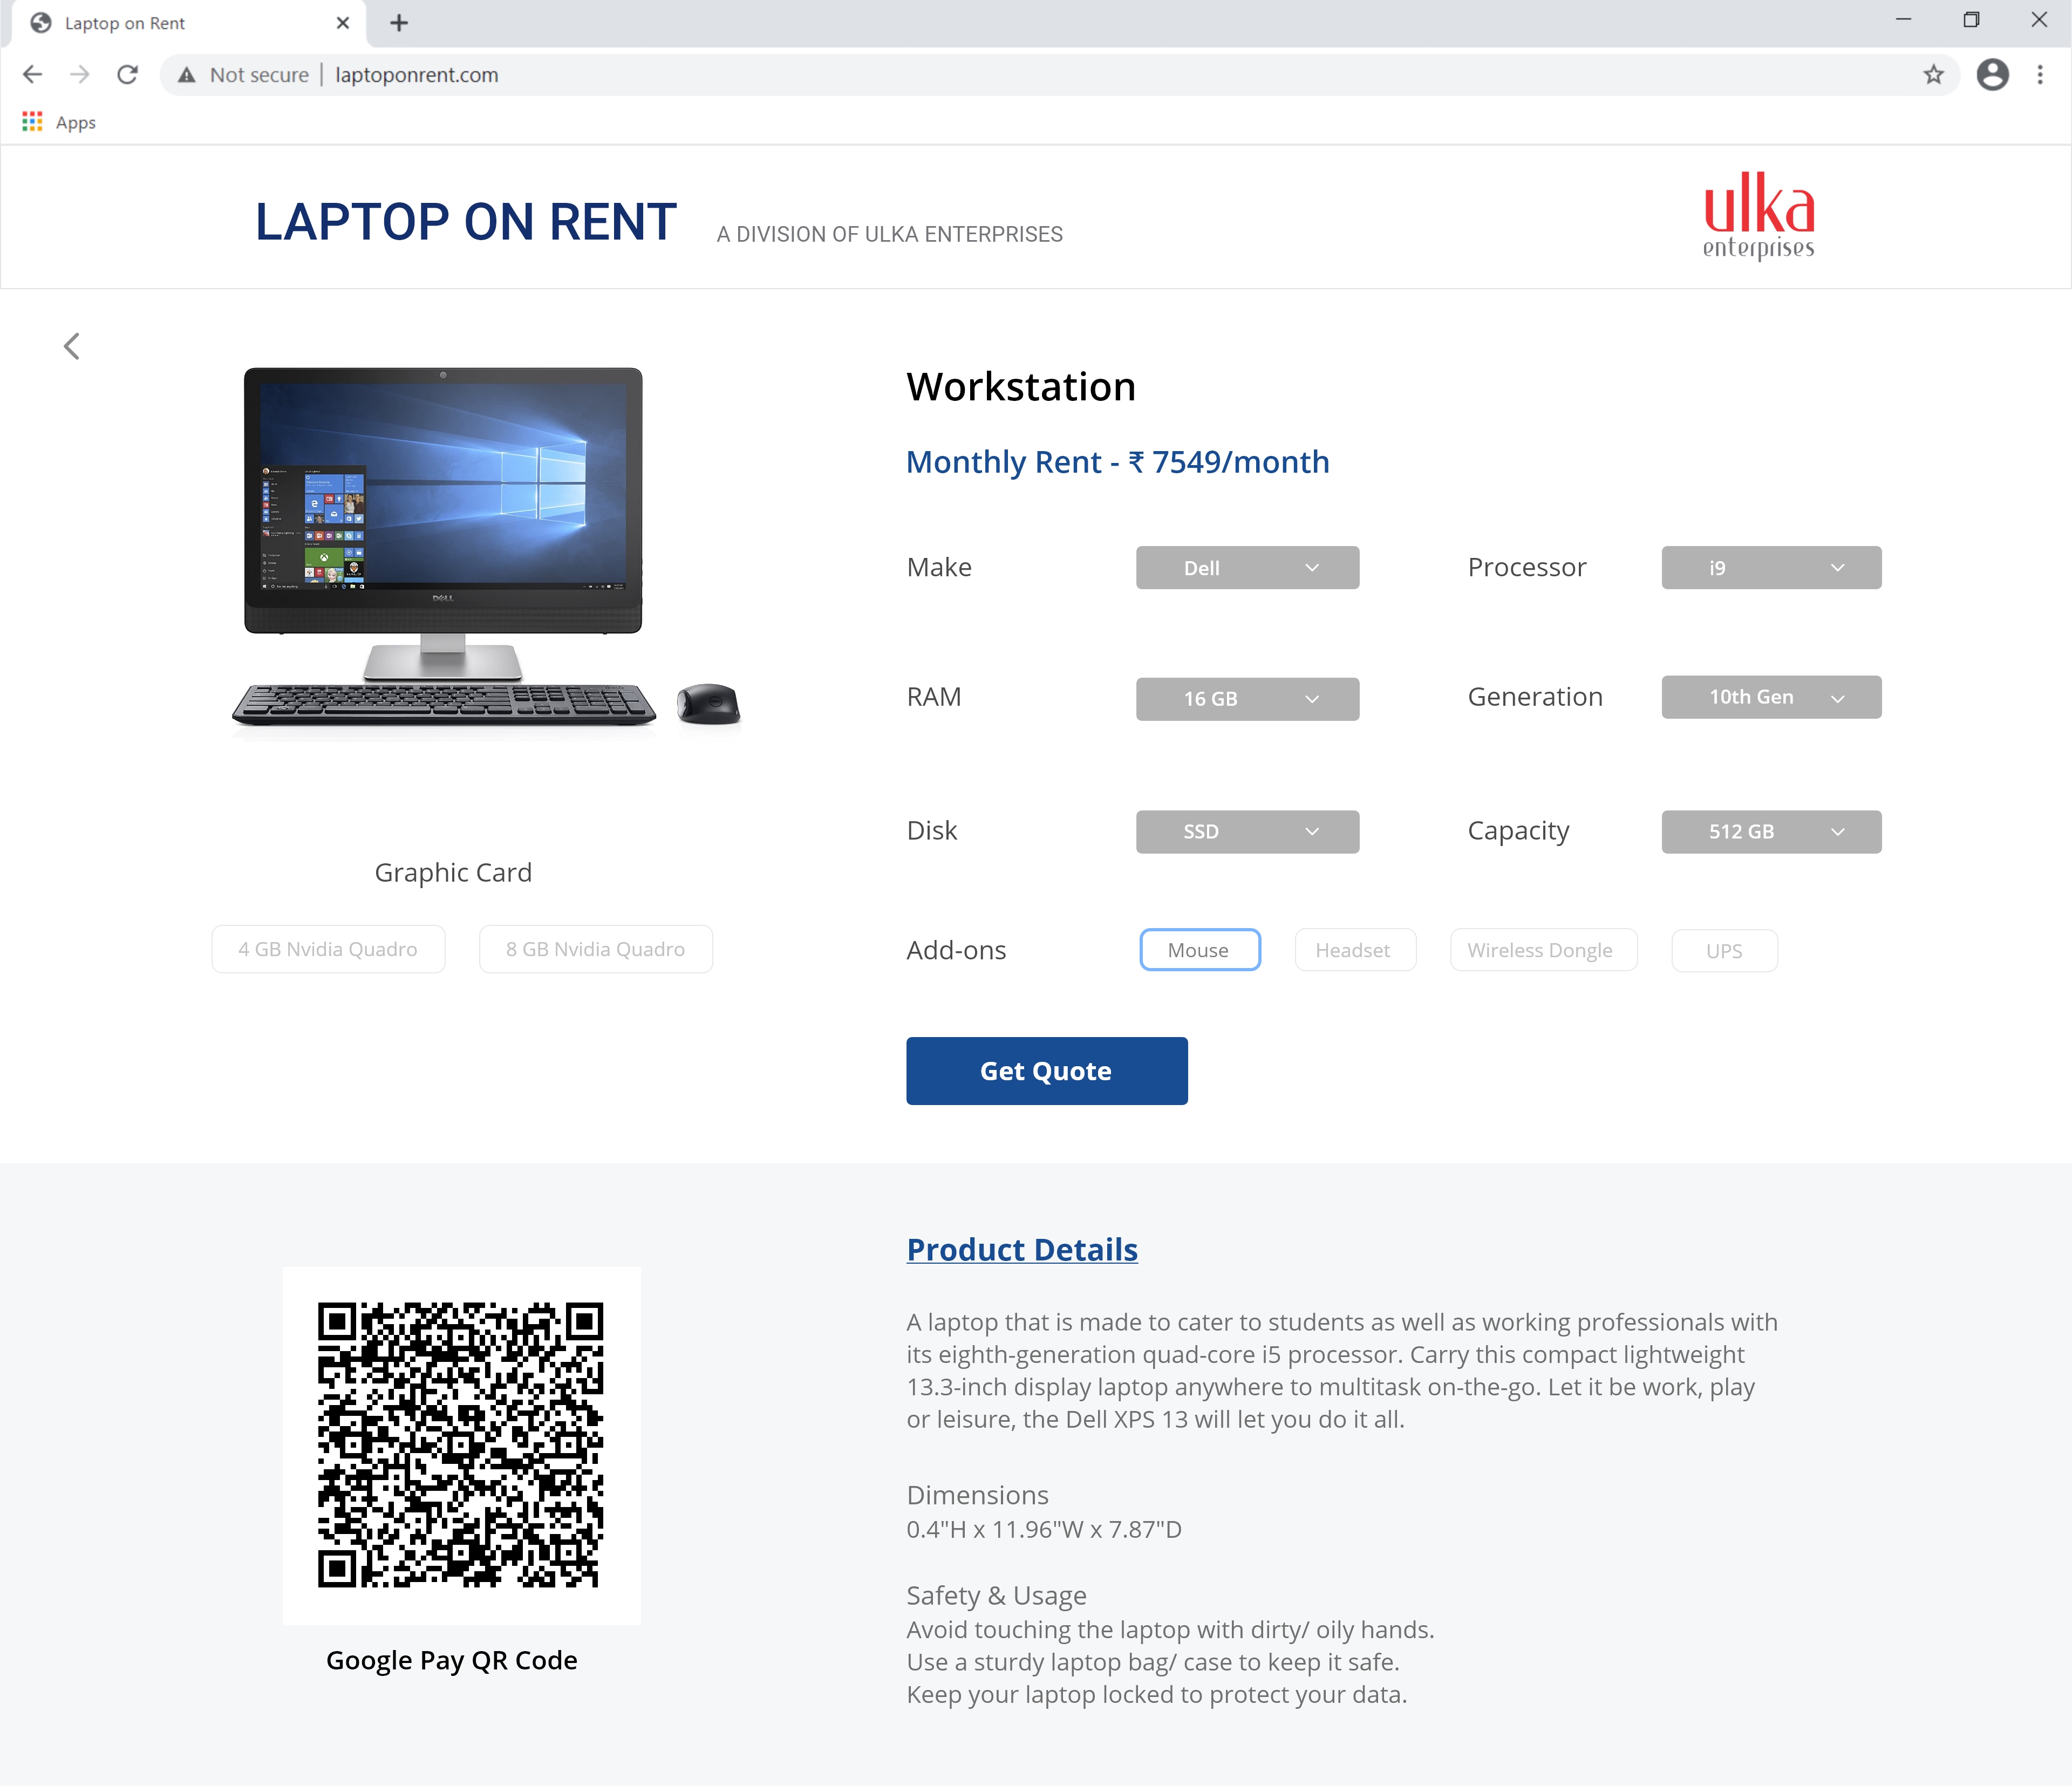 Laptop on Rent
Not secure | laptoponrent.com
Apps
LAPTOP ON RENT
A DIVISION OF ULKA ENTERPRISES
ulka
enterprises
DELL
Workstation
Monthly Rent - ₹ 7549/month
Make
Dell
Processor
i9
RAM
16 GB
Generation
10th Gen
Disk
SSD
Capacity
512 GB
Graphic Card
4 GB Nvidia Quadro
8 GB Nvidia Quadro
Add-ons
Mouse
Headset
Wireless Dongle
UPS
Get Quote
Product Details
A laptop that is made to cater to students as well as working professionals with
its eighth-generation quad-core i5 processor. Carry this compact lightweight
13.3-inch display laptop anywhere to multitask on-the-go. Let it be work, play
or leisure, the Dell XPS 13 will let you do it all.
Dimensions
0.4"H x 11.96"W x 7.87"D
Safety & Usage
Avoid touching the laptop with dirty/ oily hands.
Use a sturdy laptop bag/ case to keep it safe.
Keep your laptop locked to protect your data.
Google Pay QR Code